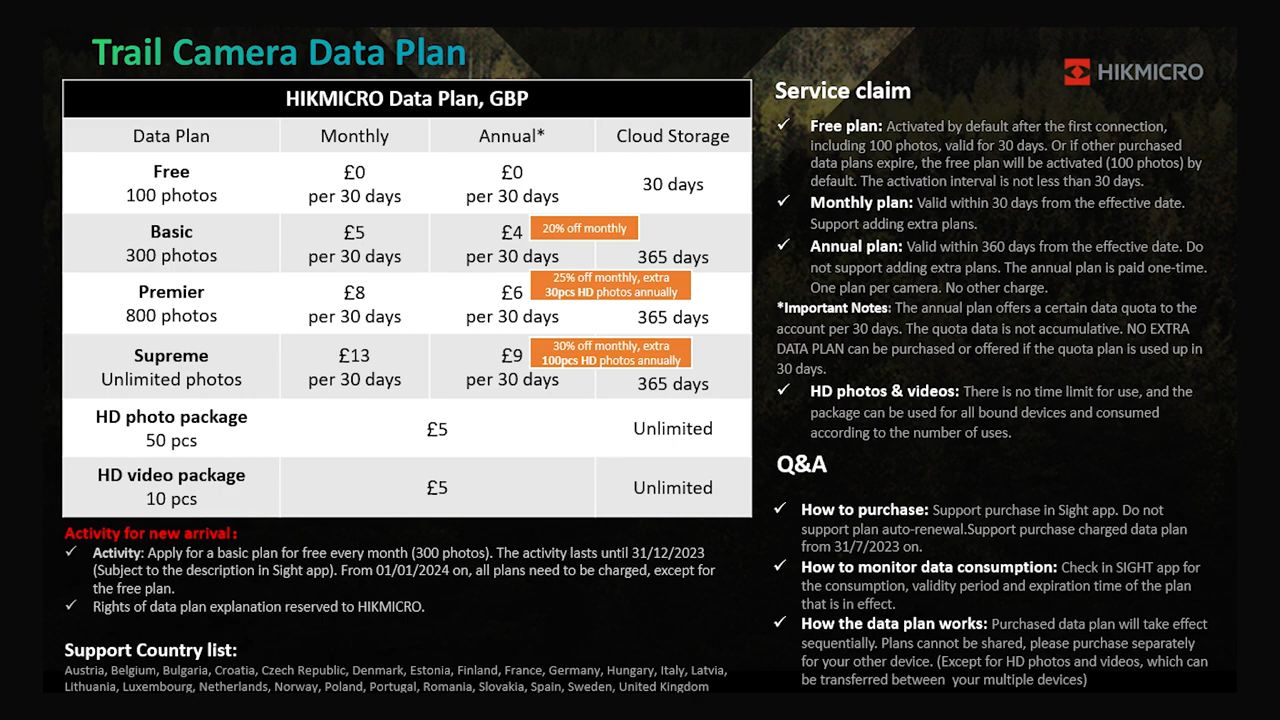 Trail Camera Data Plan
HIKMICRO
HIKMICRO Data Plan, GBP
Data Plan Monthly Annual* Cloud Storage
Free
100 photos
£0
per 30 days
£0
per 30 days
30 days
Basic
300 photos
£5
per 30 days
£4
per 30 days
20% off monthly
365 days
Premier
800 photos
£8
per 30 days
£6
per 30 days
25% off monthly, extra
30pcs HD photos annually
365 days
Supreme
Unlimited photos
£13
per 30 days
£9
per 30 days
30% off monthly, extra
100pcs HD photos annually
365 days
HD photo package
50 pcs
£5
Unlimited
HD video package
10 pcs
£5
Unlimited
Activity for new arrival:
✓ Activity: Apply for a basic plan for free every month (300 photos). The activity lasts until 31/12/2023
(Subject to the description in Sight app). From 01/01/2024 on, all plans need to be charged, except for
the free plan.
✓ Rights of data plan explanation reserved to HIKMICRO.
Support Country list:
Austria, Belgium, Bulgaria, Croatia, Czech Republic, Denmark, Estonia, Finland, France, Germany, Hungary, Italy, Latvia,
Lithuania, Luxembourg, Netherlands, Norway, Poland, Portugal, Romania, Slovakia, Spain, Sweden, United Kingdom
Service claim
✓ Free plan: Activated by default after the first connection,
including 100 photos, valid for 30 days. Or if other purchased
data plans expire, the free plan will be activated (100 photos) by
default. The activation interval is not less than 30 days.
✓ Monthly plan: Valid within 30 days from the effective date.
Support adding extra plans.
✓ Annual plan: Valid within 360 days from the effective date. Do
not support adding extra plans. The annual plan is paid one-time.
One plan per camera. No other charge.
*Important Notes: The annual plan offers a certain data quota to the
account per 30 days. The quota data is not accumulative. NO EXTRA
DATA PLAN can be purchased or offered if the quota plan is used up in
30 days.
✓ HD photos & videos: There is no time limit for use, and the
package can be used for all bound devices and consumed
according to the number of uses.
Q&A
✓ How to purchase: Support purchase in Sight app. Do not
support plan auto-renewal.Support purchase charged data plan
from 31/7/2023 on.
✓ How to monitor data consumption: Check in SIGHT app for
the consumption, validity period and expiration time of the plan
that is in effect.
✓ How the data plan works: Purchased data plan will take effect
sequentially. Plans cannot be shared, please purchase separately
for your other device. (Except for HD photos and videos, which can
be transferred between your multiple devices)